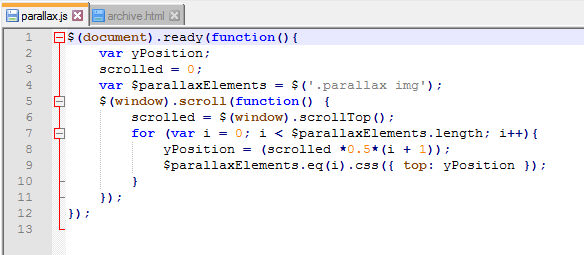 parallax.js archive.html
1 $(document).ready(function(){
2     var yPosition;
3     scrolled = 0;
4     var $parallaxElements = $('.parallax img');
5     $(window).scroll(function() {
6         scrolled = $(window).scrollTop();
7         for (var i = 0; i < $parallaxElements.length; i++){
8             yPosition = (scrolled *0.5*(i + 1));
9             $parallaxElements.eq(i).css({ top: yPosition });
10         }
11     });
12 });
13